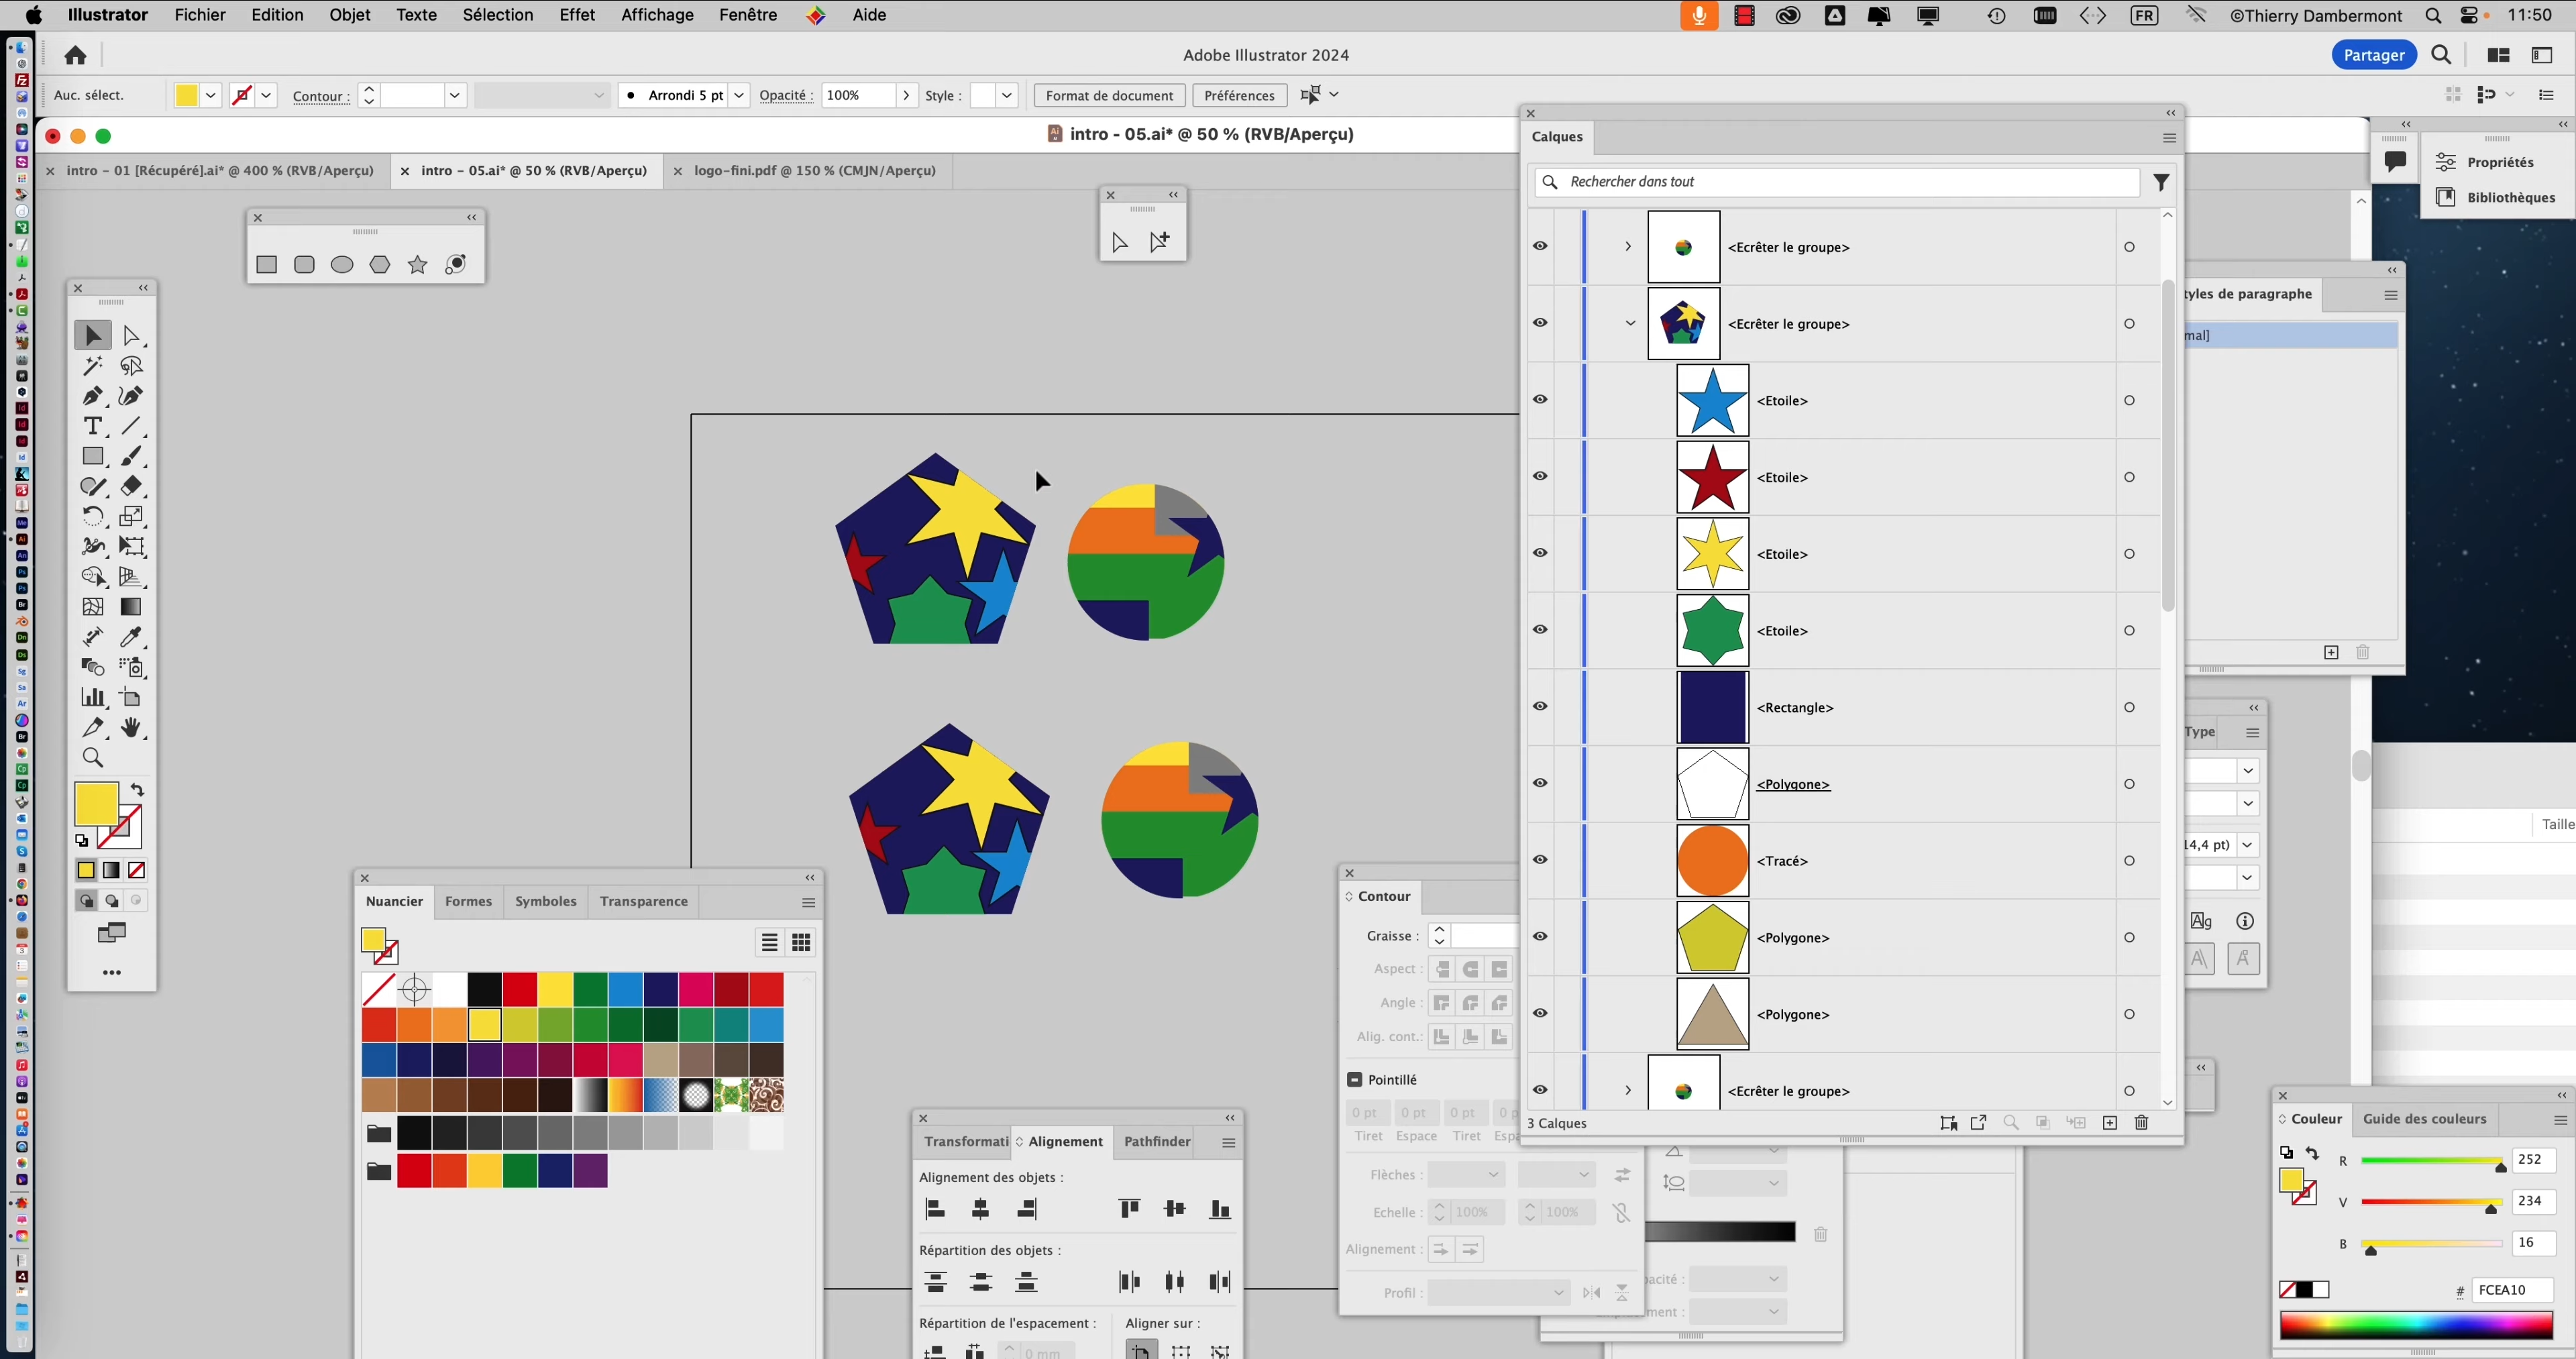 Illustrator Fichier Edition Objet Texte Sélection Effet Affichage Fenêtre Aide FR ©Thierry Dambermont 11:50
Adobe Illustrator 2024 Partager
Auc. sélect. Contour : Arrondi 5 pt Opacité : 100% Style : Format de document Préférences
intro - 05.ai* @ 50 % (RVB/Aperçu)
intro - 01 [Récupéré].ai* @ 400 % (RVB/Aperçu) intro - 05.ai* @ 50 % (RVB/Aperçu) logo-fini.pdf @ 150 % (CMJN/Aperçu)
Calques
Rechercher dans tout
<Ecrêter le groupe>
<Ecrêter le groupe>
<Etoile>
<Etoile>
<Etoile>
<Etoile>
<Rectangle>
<Polygone>
<Tracé>
<Polygone>
<Polygone>
<Ecrêter le groupe>
3 Calques
Propriétés
Bibliothèques
tyles de paragraphe
mal]
Type
Taille
14,4 pt)
Nuancier Formes Symboles Transparence
Contour
Graisse :
Aspect :
Angle :
Alig. cont.:
Pointillé
0 pt 0 pt 0 pt 0 p
Tiret Espace Tiret Espa
Flèches :
Echelle : 100% 100%
Alignement :
Profil :
acité :
ment :
Transformati Alignement Pathfinder
Alignement des objets :
Répartition des objets :
Répartition de l'espacement : Aligner sur :
0 mm
Couleur Guide des couleurs
R 252
V 234
B 16
# FCEA10